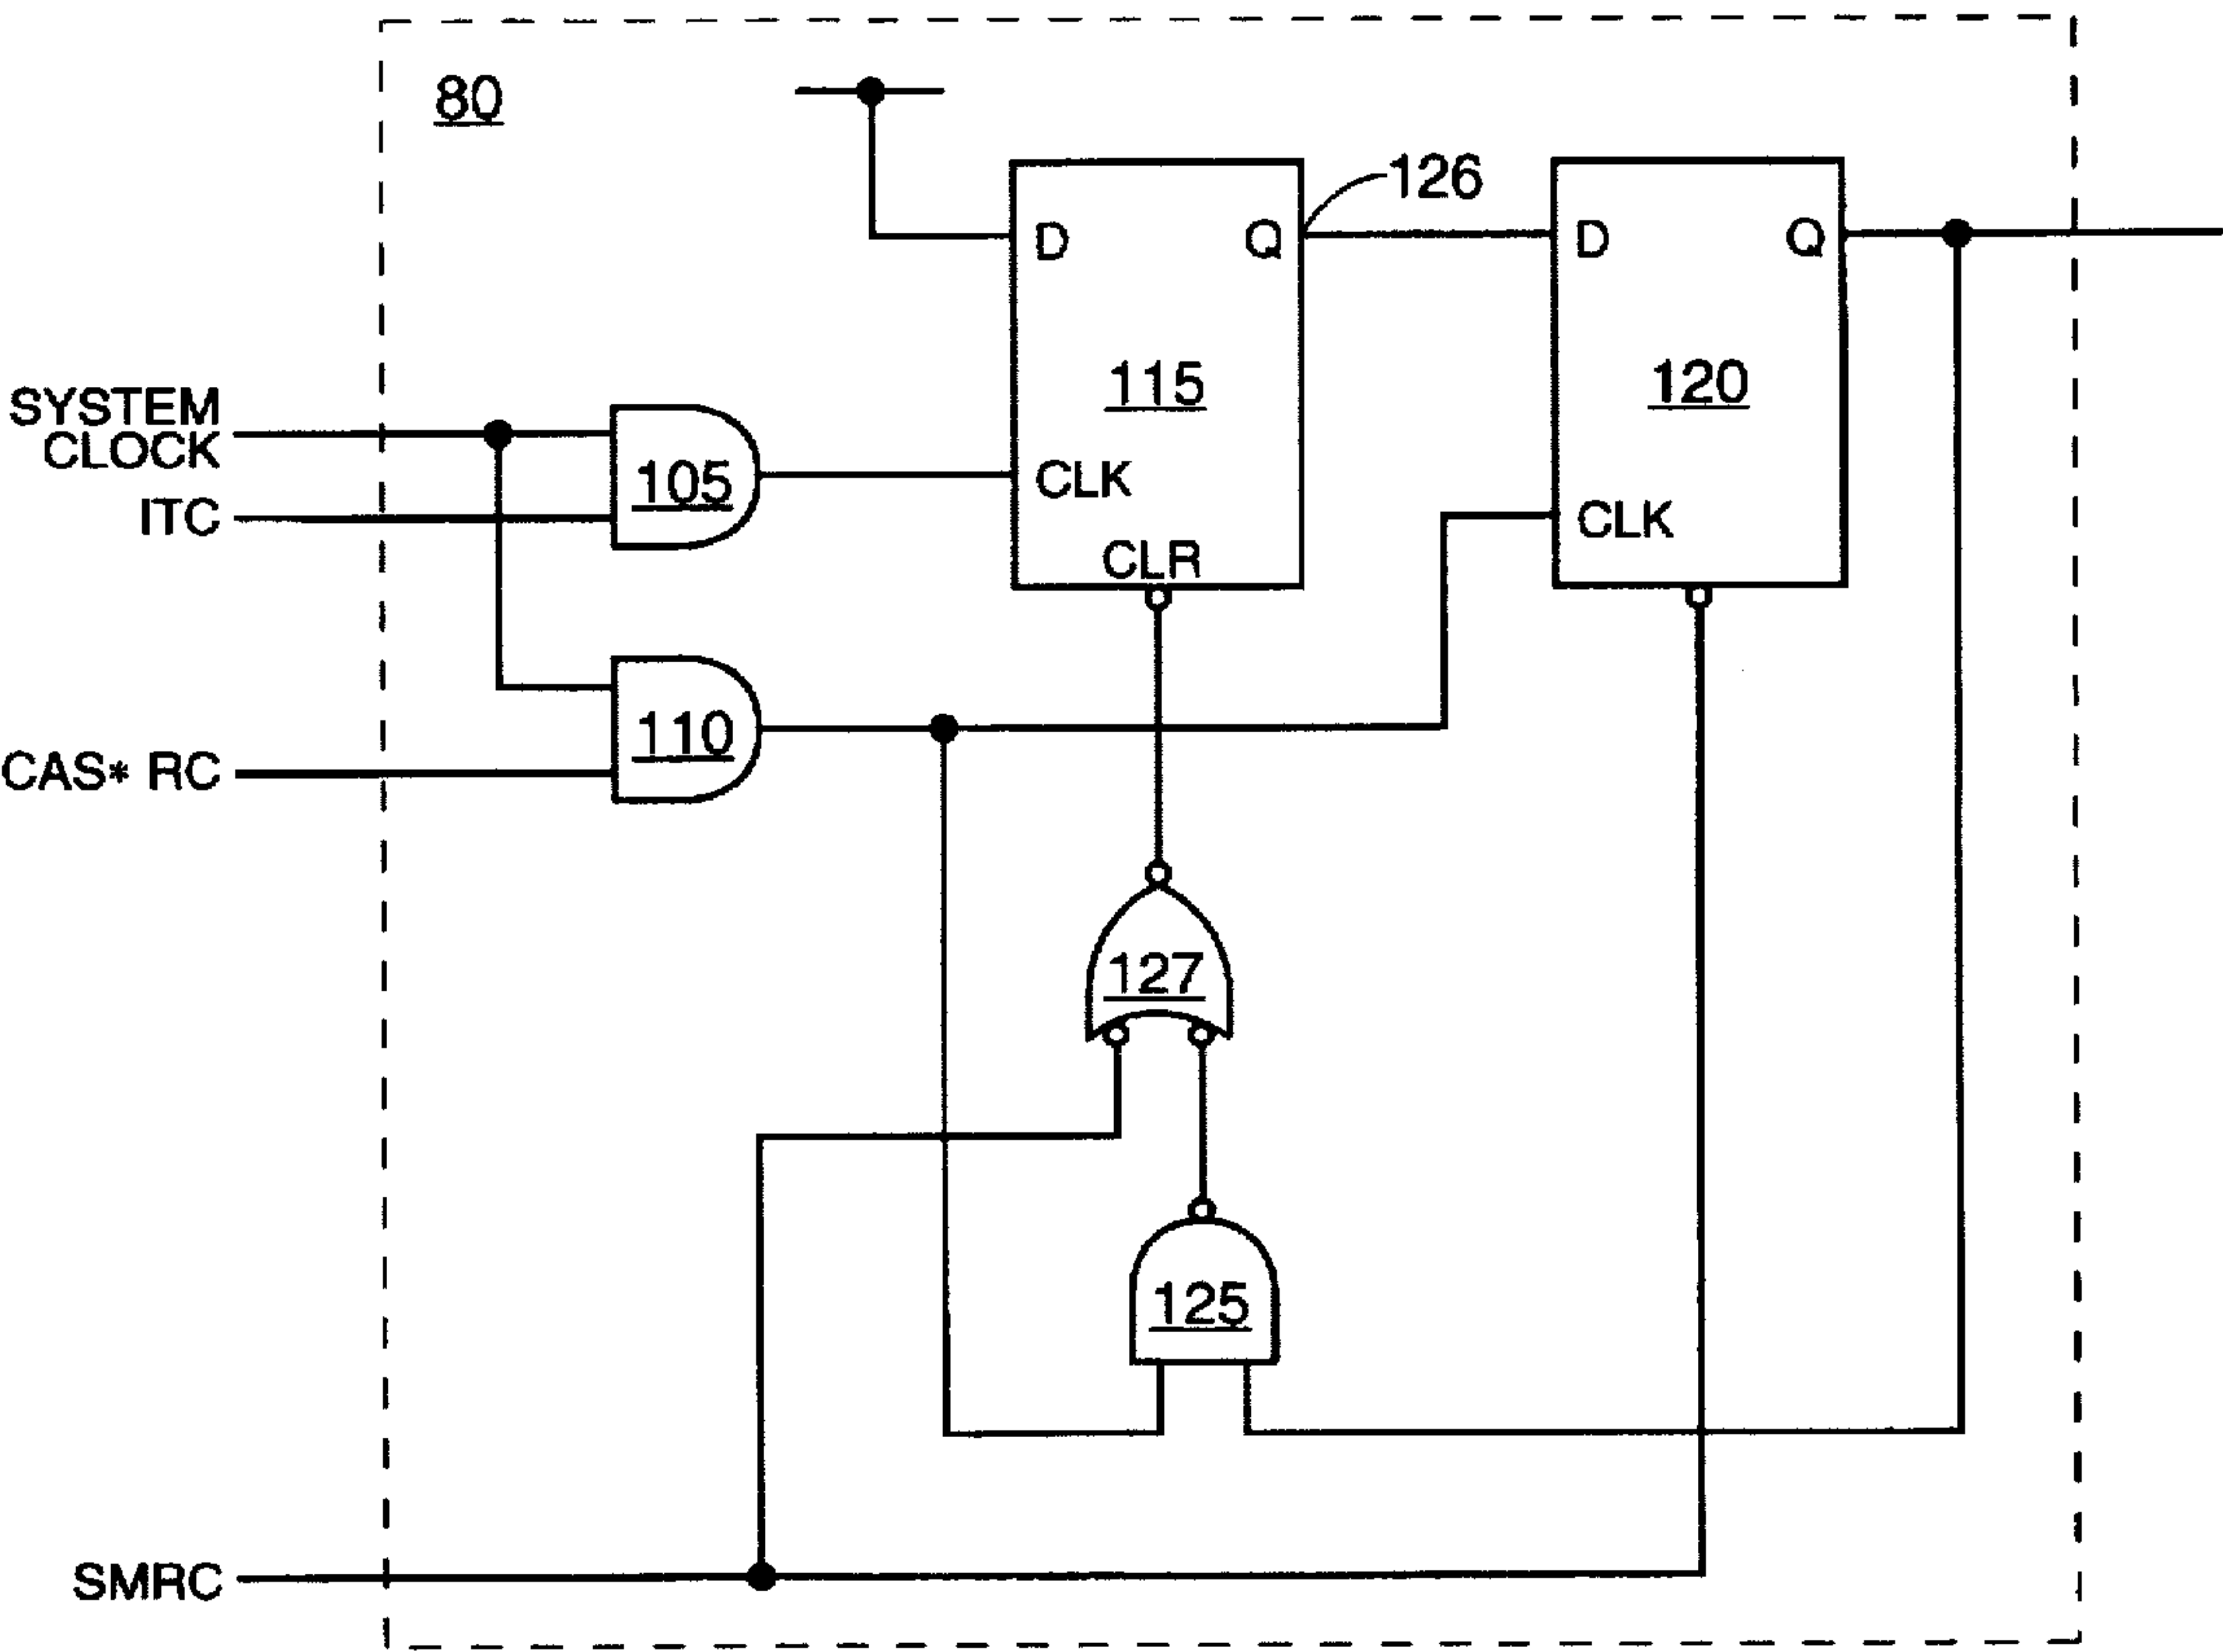 80
126
D
Q
D
Q
115
120
SYSTEM
CLOCK
105
CLK
ITC
CLK
CLR
110
CAS* RC
127
125
SMRC